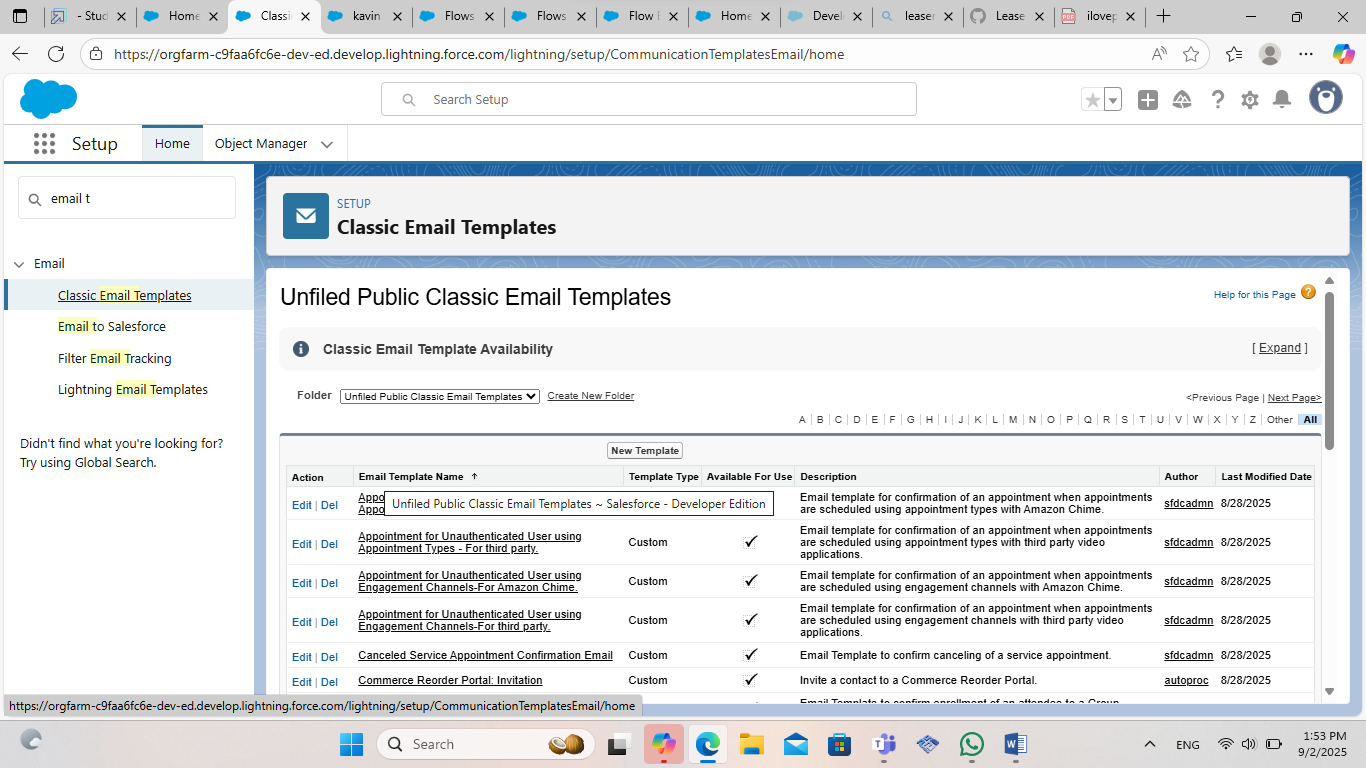 - Stud
Home
Classic
kavin
Flows
Flows
Flow B
Home
Develo
leaser
Lease
ilovep
https://orgfarm-c9faa6fc6e-dev-ed.develop.lightning.force.com/lightning/setup/CommunicationTemplatesEmail/home
Search Setup
Setup
Home
Object Manager
email t
SETUP
Classic Email Templates
Email
Classic Email Templates
Email to Salesforce
Filter Email Tracking
Lightning Email Templates
Didn't find what you're looking for?
Try using Global Search.
Unfiled Public Classic Email Templates
Help for this Page
Classic Email Template Availability
[ Expand ]
Folder Unfiled Public Classic Email Templates Create New Folder
<Previous Page | Next Page>
A | B | C | D | E | F | G | H | I | J | K | L | M | N | O | P | Q | R | S | T | U | V | W | X | Y | Z | Other | All
New Template
Action Email Template Name Template Type Available For Use Description Author Last Modified Date
Edit | Del
Unfiled Public Classic Email Templates ~ Salesforce - Developer Edition
Email template for confirmation of an appointment when appointments
are scheduled using appointment types with Amazon Chime.
sfdcadmn 8/28/2025
Edit | Del
Appointment for Unauthenticated User using
Appointment Types - For third party.
Custom
Email template for confirmation of an appointment when appointments
are scheduled using appointment types with third party video
applications.
sfdcadmn 8/28/2025
Edit | Del
Appointment for Unauthenticated User using
Engagement Channels-For Amazon Chime.
Custom
Email template for confirmation of an appointment when appointments
are scheduled using engagement channels with Amazon Chime.
sfdcadmn 8/28/2025
Edit | Del
Appointment for Unauthenticated User using
Engagement Channels-For third party.
Custom
Email template for confirmation of an appointment when appointments
are scheduled using engagement channels with third party video
applications.
sfdcadmn 8/28/2025
Edit | Del Canceled Service Appointment Confirmation Email Custom Email Template to confirm canceling of a service appointment. sfdcadmn 8/28/2025
Edit | Del Commerce Reorder Portal: Invitation Custom Invite a contact to a Commerce Reorder Portal. autoproc 8/28/2025
Email Template to confirm enrollment of an attendee to a Group
https://orgfarm-c9faa6fc6e-dev-ed.develop.lightning.force.com/lightning/setup/CommunicationTemplatesEmail/home
Search
ENG
1:53 PM
9/2/2025